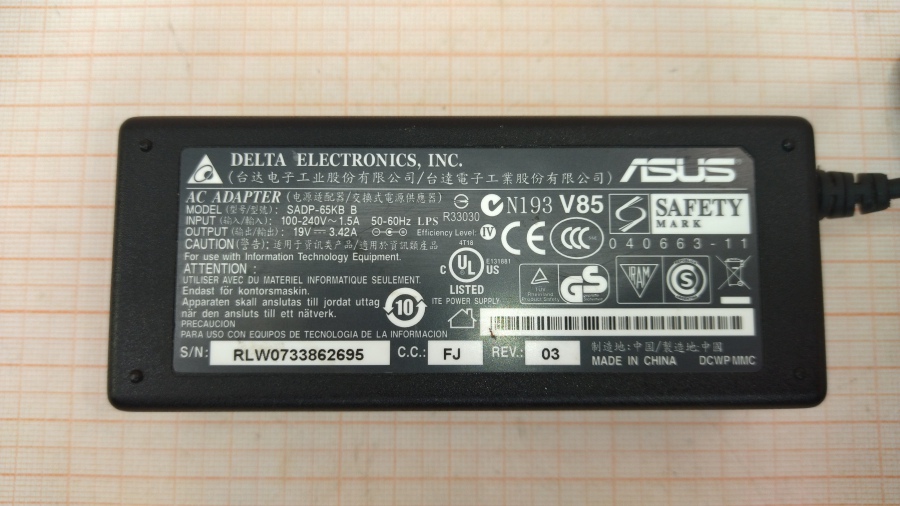 DELTA ELECTRONICS, INC.
(台达电子工业股份有限公司/台達電子工業股份有限公司)
ASUS
AC ADAPTER (电源适配器/交換式電源供應器)
MODEL (型号/型號): SADP-65KB B
INPUT (输入/輸入): 100-240V~ 1.5A 50-60Hz LPS R33030
OUTPUT (输出/輸出): 19V 3.42A Efficiency Level: IV
CAUTION (警告): 适用于资讯类产品/適用於資訊類產品
For use with Information Technology Equipment.
ATTENTION :
UTILISER AVEC DU MATERIEL INFORMATIQUE SEULEMENT.
Endast för kontorsmaskin.
Apparaten skall anslutas till jordat uttag
när den ansluts till ett nätverk.
PRECAUCION
PARA USO CON EQUIPOS DE TECNOLOGIA DE LA INFORMACION
N193 V85
SAFETY
MARK
CE CCC
040663-11
4T16
E131881
C UL US
LISTED
ITE POWER SUPPLY
GS
VRAM
S
10
S/N: RLW0733862695 C.C.: FJ REV.: 03
制造地: 中国/製造地: 中國
MADE IN CHINA DCWP MMC